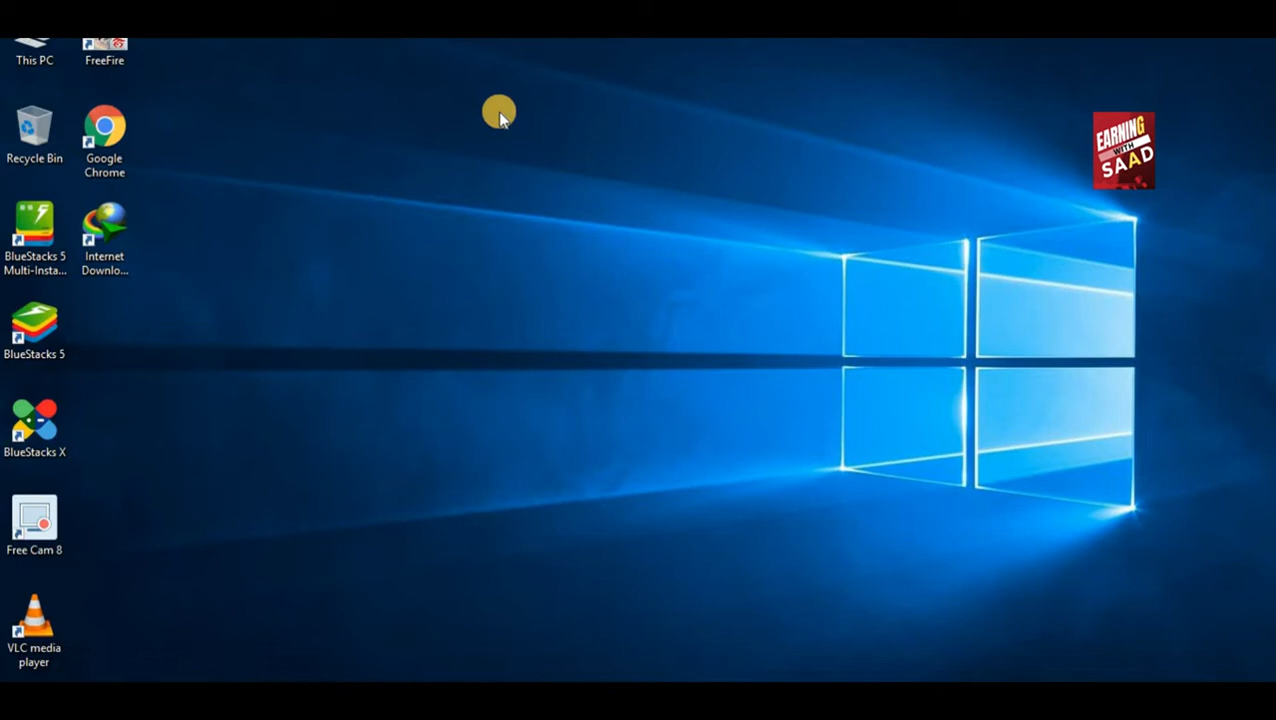 This PC
FreeFire
Recycle Bin
Google
Chrome
BlueStacks 5
Multi-Insta...
Internet
Downlo...
BlueStacks 5
BlueStacks X
Free Cam 8
VLC media
player
EARNING
WITH
SAAD